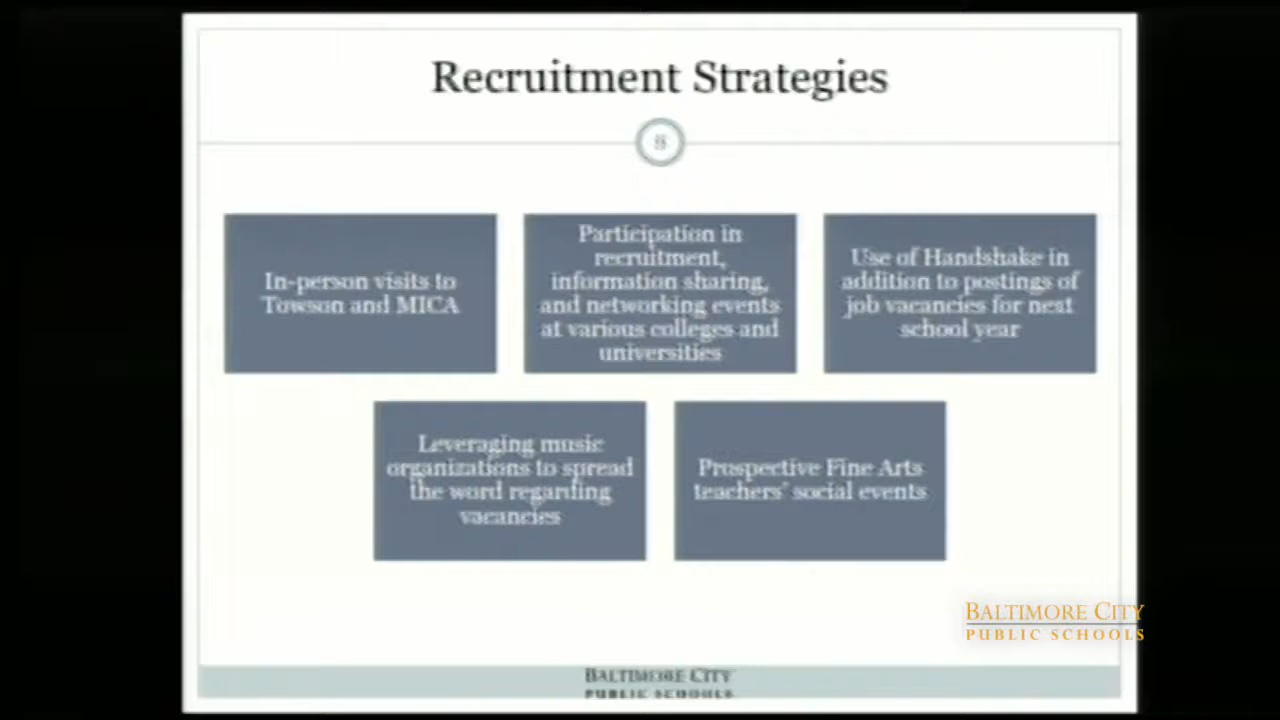 Recruitment Strategies
8
In-person visits to
Towson and MICA
Participation in
recruitment,
information sharing,
and networking events
at various colleges and
universities
Use of Handshake in
addition to postings of
job vacancies for next
school year
Leveraging music
organizations to spread
the word regarding
vacancies
Prospective Fine Arts
teachers' social events
BALTIMORE CITY
PUBLIC SCHOOLS
BALTIMORE CITY
PUBLIC SCHOOLS